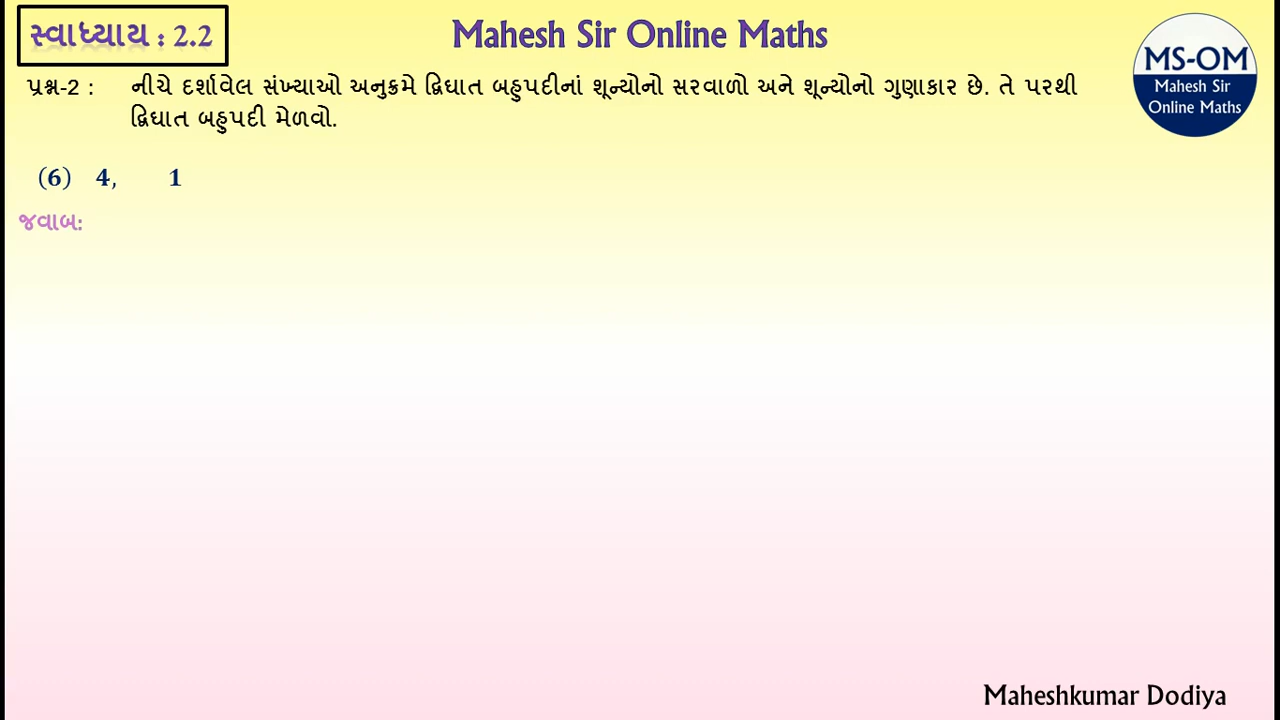 સ્વાધ્યાય : 2.2
Mahesh Sir Online Maths
MS-OM
Mahesh Sir
Online Maths
પ્રશ્ન-2 : નીચે દર્શાવેલ સંખ્યાઓ અનુક્રમે દ્વિઘાત બહુપદીનાં શૂન્યોનો સરવાળો અને શૂન્યોનો ગુણાકાર છે. તે પરથી
દ્વિઘાત બહુપદી મેળવો.
(6) 4, 1
જવાબ:
Maheshkumar Dodiya